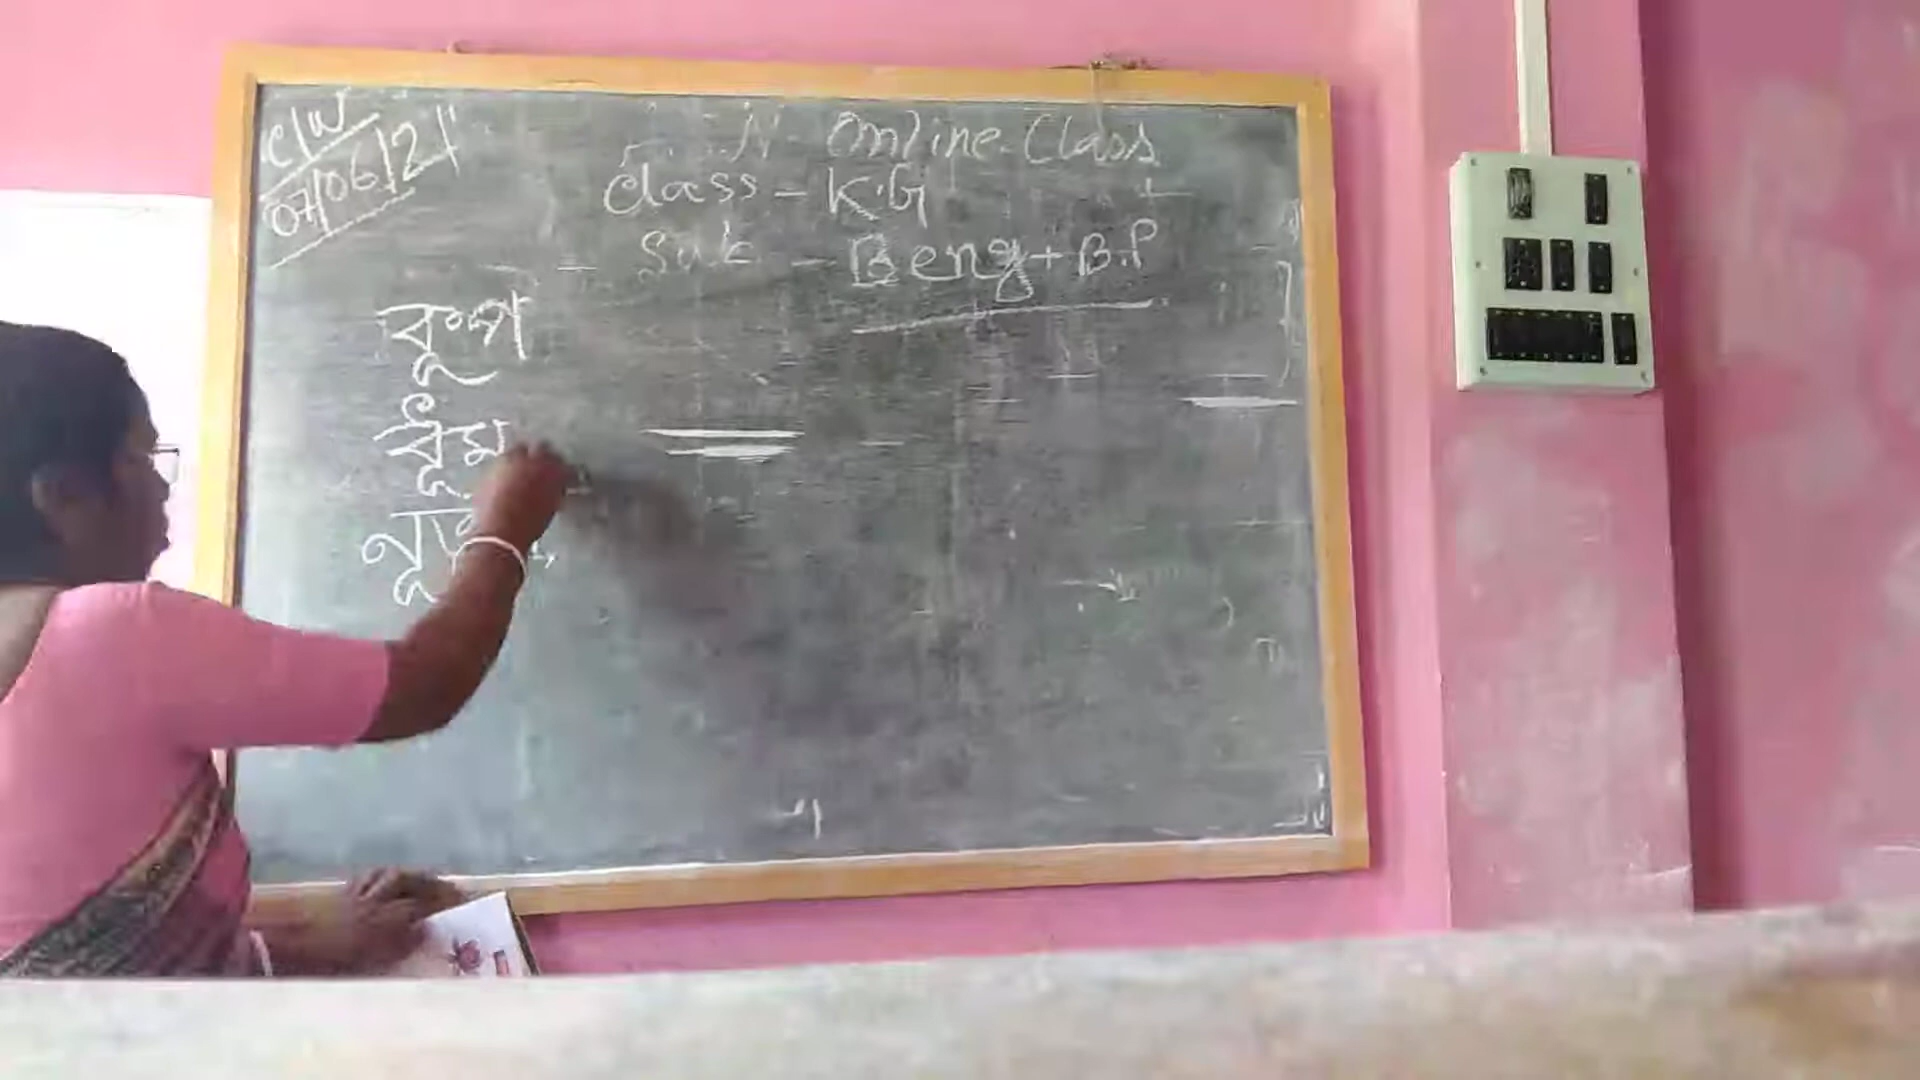 C/W
07/06/21
Online Class
Class - K.G
Sub - Beng + B.P
কূপ
ধূম